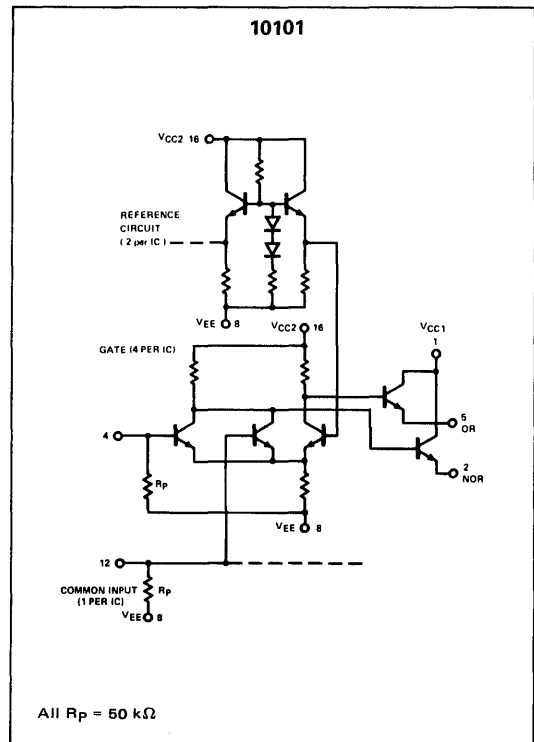 10101
VCC2 16
REFERENCE
CIRCUIT
( 2 per IC )
VEE 8
VCC2 16
VCC1
1
GATE (4 PER IC)
4
5
OR
2
NOR
RP
VEE 8
12
COMMON INPUT
(1 PER IC)
RP
VEE 8
All Rp = 50 kΩ